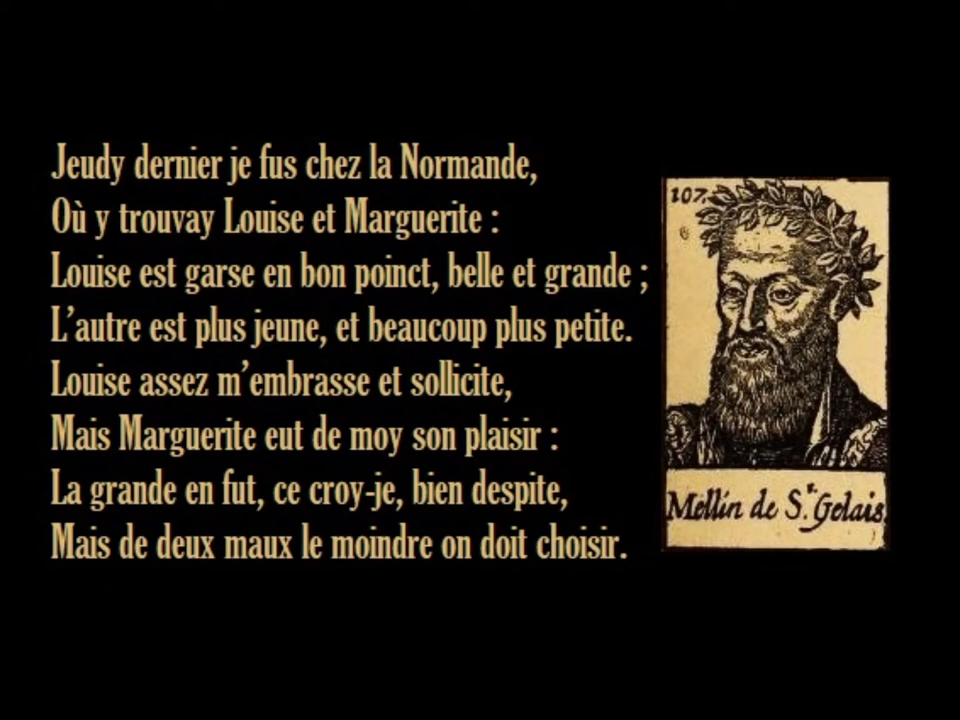 Jeudy dernier je fus chez la Normande,
Où y trouvay Louise et Marguerite :
Louise est garse en bon poinct, belle et grande ;
L’autre est plus jeune, et beaucoup plus petite.
Louise assez m’embrasse et sollicite,
Mais Marguerite eut de moy son plaisir :
La grande en fut, ce croy-je, bien despite,
Mais de deux maux le moindre on doit choisir.
107.
Mellin de S.t Gelais